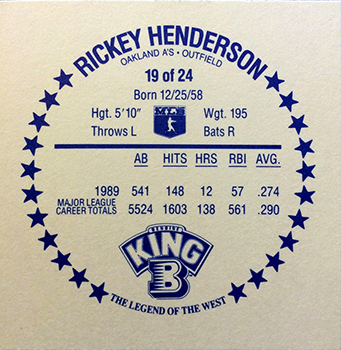 RICKEY HENDERSON
OAKLAND A'S • OUTFIELD
19 of 24
Born 12/25/58
Hgt. 5'10" Wgt. 195
Throws L Bats R
AB HITS HRS RBI AVG.
1989 541 148 12 57 .274
MAJOR LEAGUE
CAREER TOTALS 5524 1603 138 561 .290
KING
B
THE LEGEND OF THE WEST